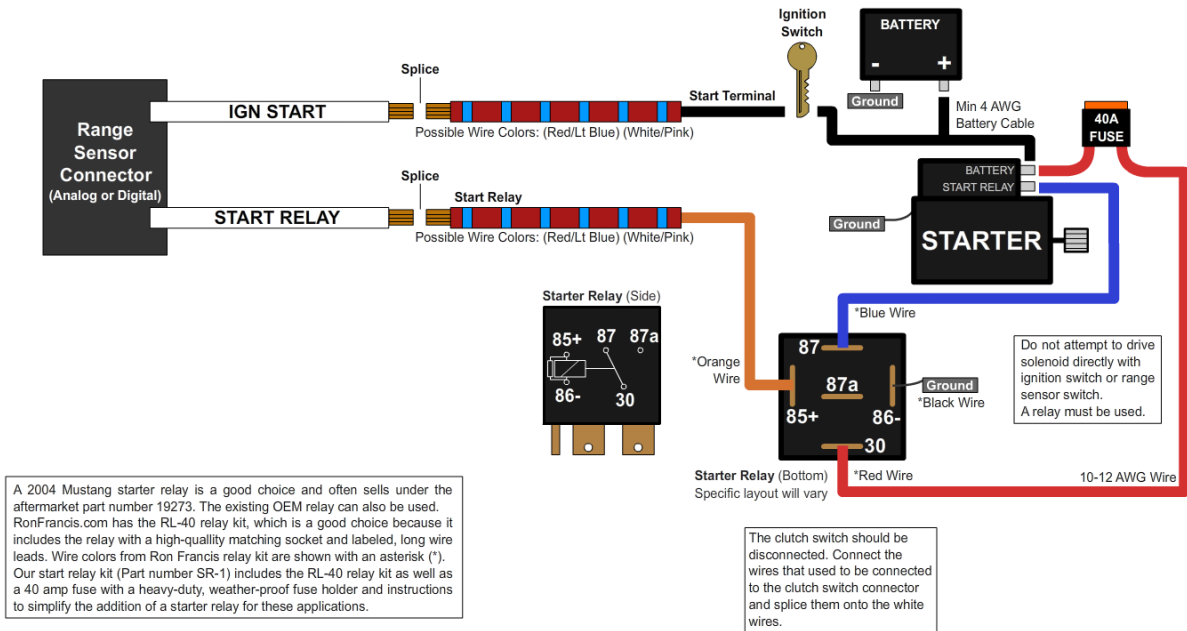 Ignition
Switch
BATTERY
- +
Ground
Min 4 AWG
Battery Cable
40A
FUSE
Range
Sensor
Connector
(Analog or Digital)
IGN START
Splice
Start Terminal
Possible Wire Colors: (Red/Lt Blue) (White/Pink)
START RELAY
Splice
Start Relay
Possible Wire Colors: (Red/Lt Blue) (White/Pink)
BATTERY
START RELAY
Ground
STARTER
Starter Relay (Side)
85+ 87 87a
86- 30
*Orange
Wire
*Blue Wire
87
87a
85+ 86-
30
Ground
*Black Wire
Starter Relay (Bottom)
Specific layout will vary
*Red Wire
10-12 AWG Wire
Do not attempt to drive
solenoid directly with
ignition switch or range
sensor switch.
A relay must be used.
A 2004 Mustang starter relay is a good choice and often sells under the
aftermarket part number 19273. The existing OEM relay can also be used.
RonFrancis.com has the RL-40 relay kit, which is a good choice because it
includes the relay with a high-quallity matching socket and labeled, long wire
leads. Wire colors from Ron Francis relay kit are shown with an asterisk (*).
Our start relay kit (Part number SR-1) includes the RL-40 relay kit as well as
a 40 amp fuse with a heavy-duty, weather-proof fuse holder and instructions
to simplify the addition of a starter relay for these applications.
The clutch switch should be
disconnected. Connect the
wires that used to be connected
to the clutch switch connector
and splice them onto the white
wires.